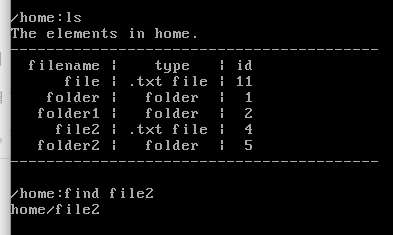 /home:ls
The elements in home.
-------------------------------------
filename ¦ type ¦ id
file ¦ .txt file ¦ 11
folder ¦ folder ¦ 1
folder1 ¦ folder ¦ 2
file2 ¦ .txt file ¦ 4
folder2 ¦ folder ¦ 5
-------------------------------------
/home:find file2
home/file2